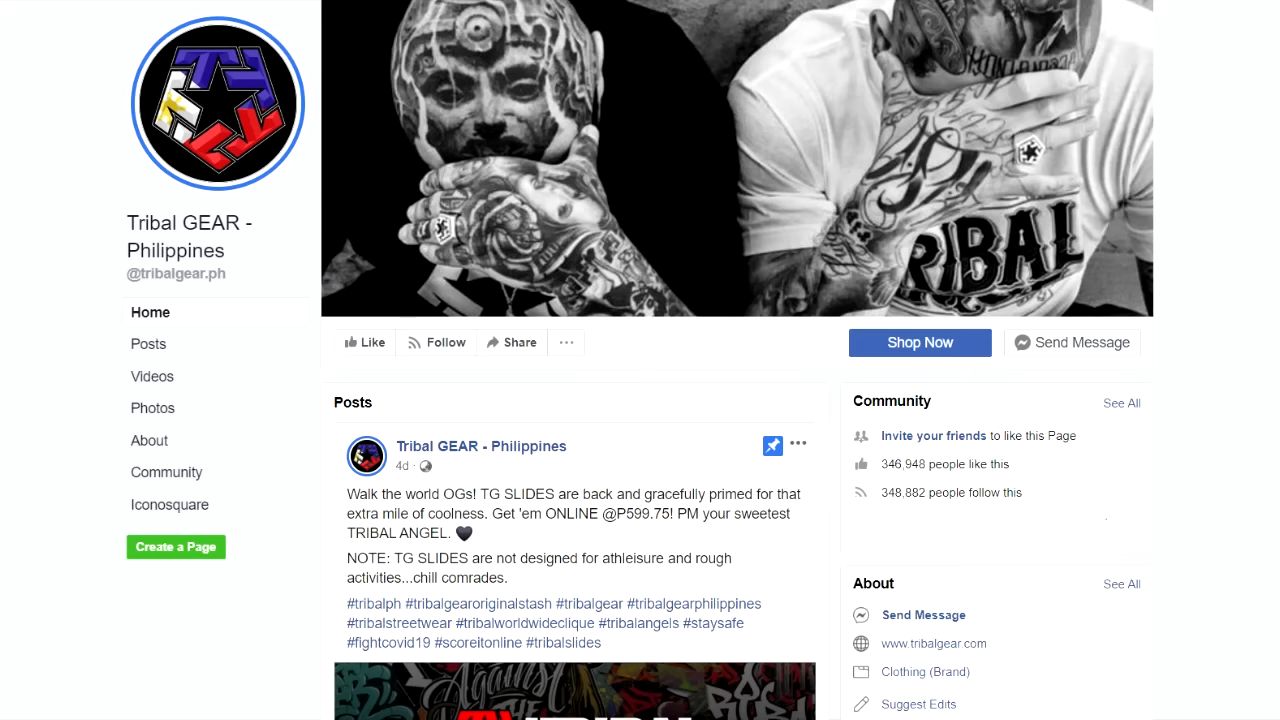 Tribal GEAR -
Philippines
@tribalgear.ph
Home
Posts
Videos
Photos
About
Community
Iconosquare
Create a Page
TRIBAL
Like
Follow
Share
Shop Now
Send Message
Posts
Tribal GEAR - Philippines
4d ·
Walk the world OGs! TG SLIDES are back and gracefully primed for that
extra mile of coolness. Get 'em ONLINE @P599.75! PM your sweetest
TRIBAL ANGEL. 🖤
NOTE: TG SLIDES are not designed for athleisure and rough
activities...chill comrades.
#tribalph #tribalgearoriginalstash #tribalgear #tribalgearphilippines
#tribalstreetwear #tribalworldwideclique #tribalangels #staysafe
#fightcovid19 #scoreitonline #tribalslides
Against
THE
TRIBAL
Community
See All
Invite your friends to like this Page
346,948 people like this
348,882 people follow this
About
See All
Send Message
www.tribalgear.com
Clothing (Brand)
Suggest Edits